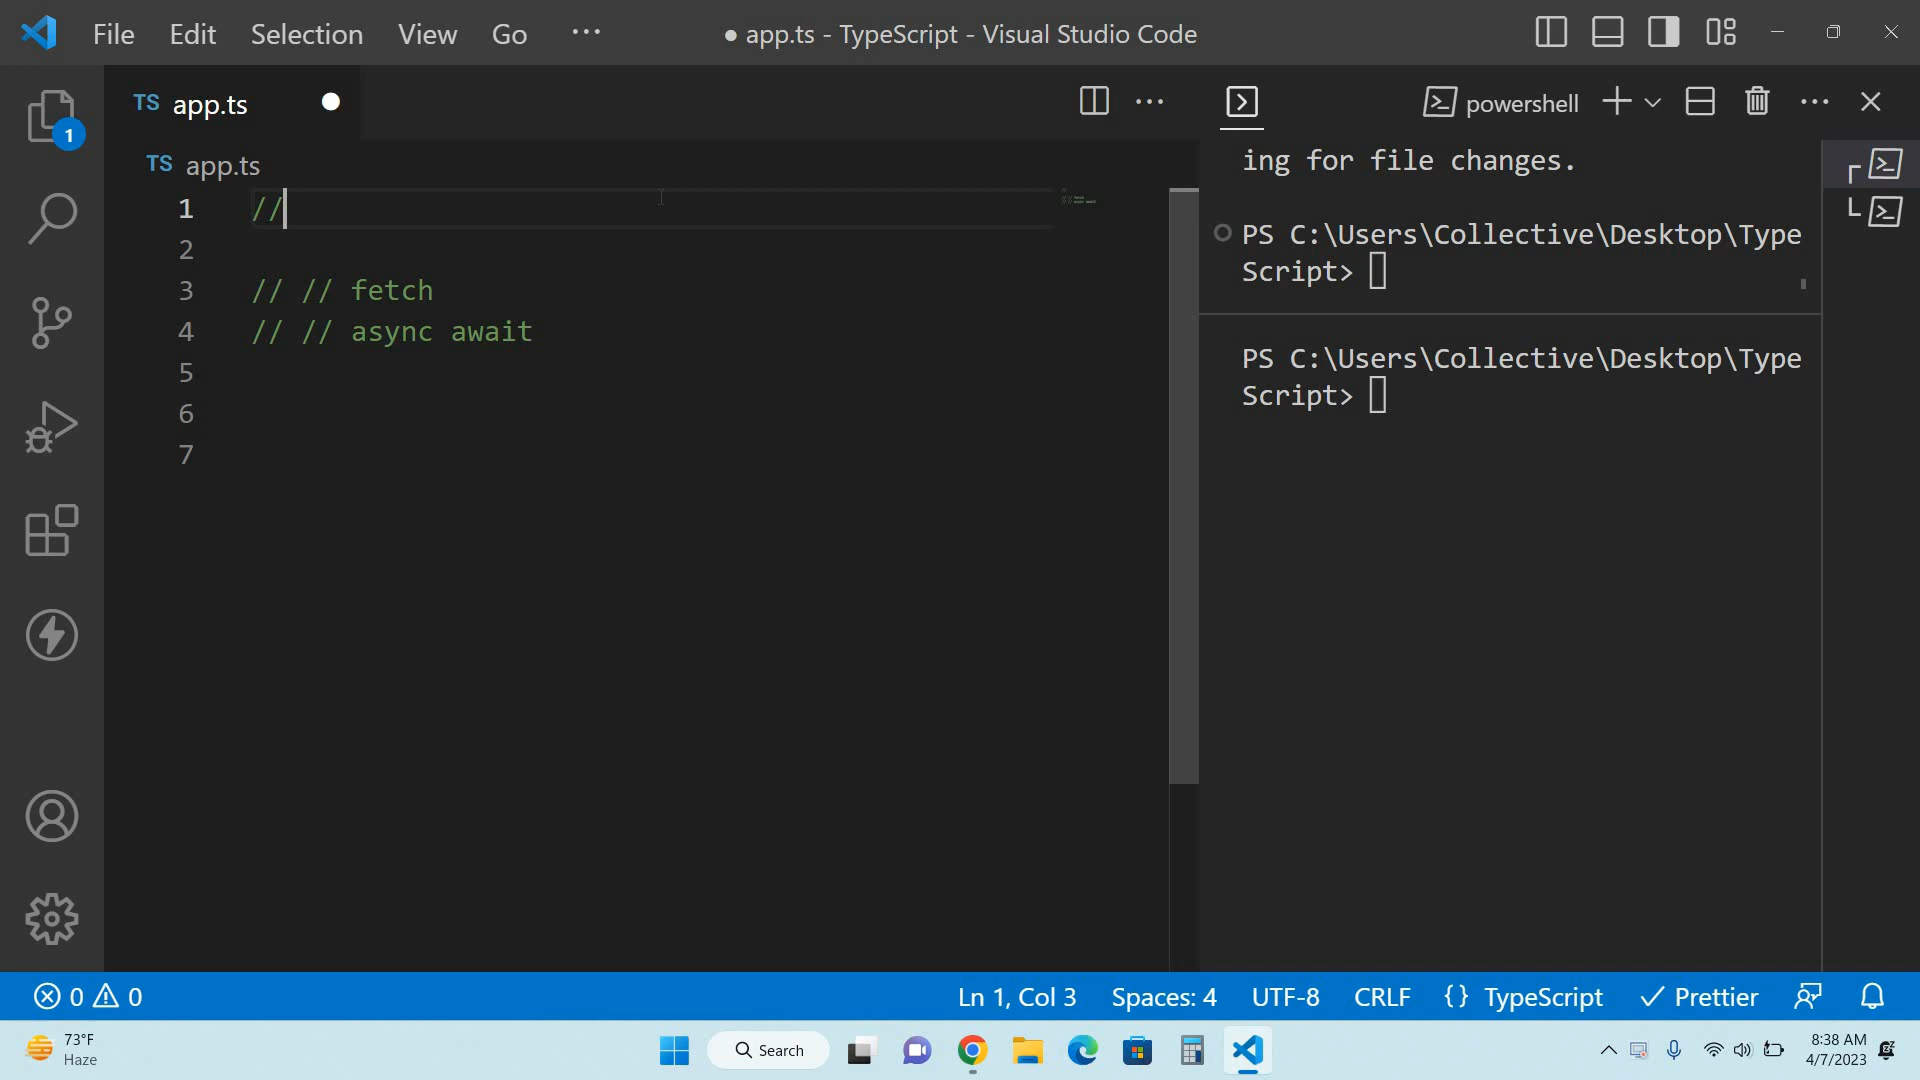 File Edit Selection View Go ···
● app.ts - TypeScript - Visual Studio Code
TS app.ts
powershell
1
TS app.ts
1 //
2
3 // // fetch
4 // // async await
5
6
7
ing for file changes.
PS C:\Users\Collective\Desktop\Type
Script>
PS C:\Users\Collective\Desktop\Type
Script>
0 0
Ln 1, Col 3 Spaces: 4 UTF-8 CRLF {} TypeScript Prettier
73°F
Haze
Search
8:38 AM
4/7/2023